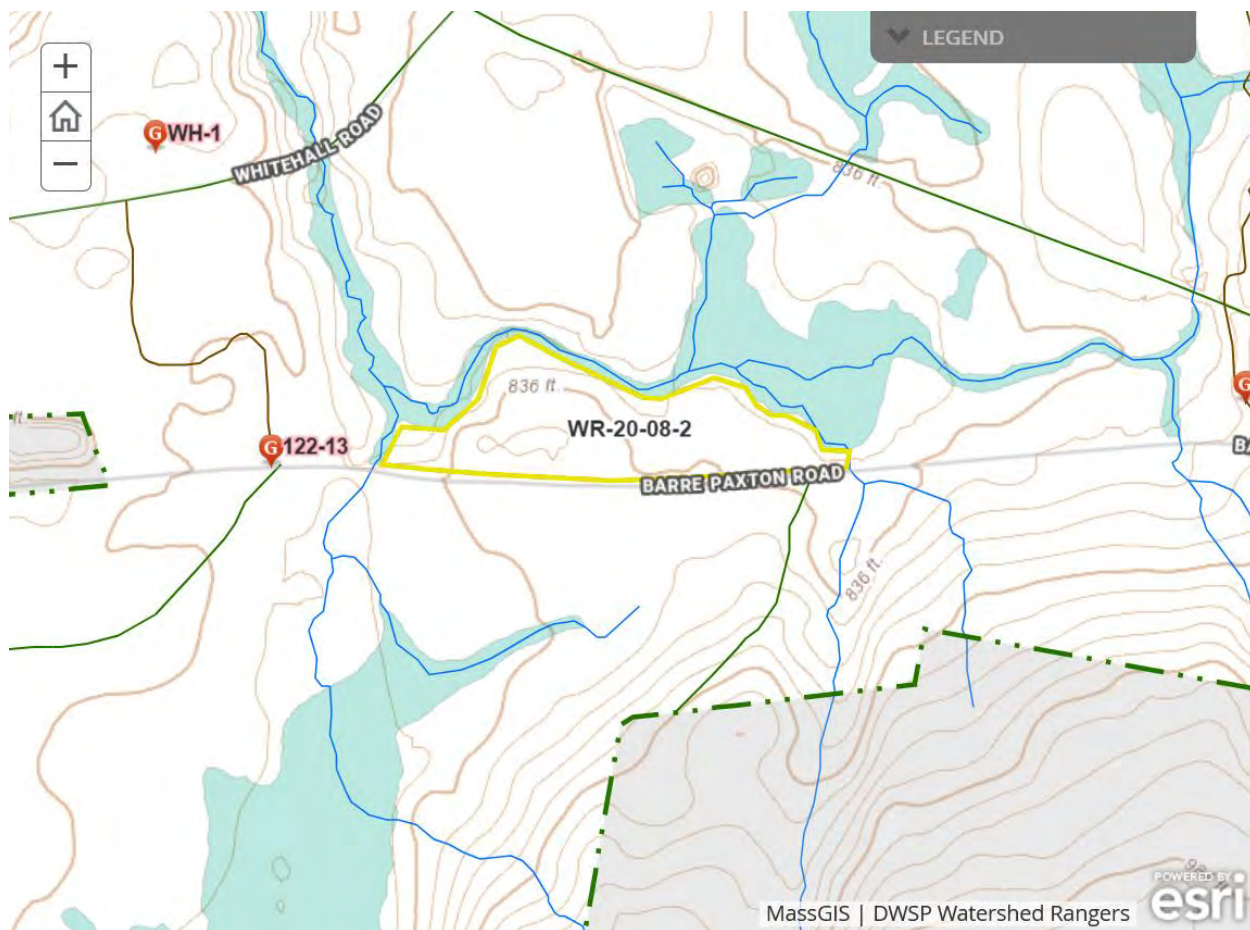 LEGEND
+
−
G WH-1
WHITEHALL ROAD
836 ft.
836 ft.
WR-20-08-2
G
ft.
G 122-13
BARRE PAXTON ROAD
836 ft.
POWERED BY
esri
MassGIS | DWSP Watershed Rangers